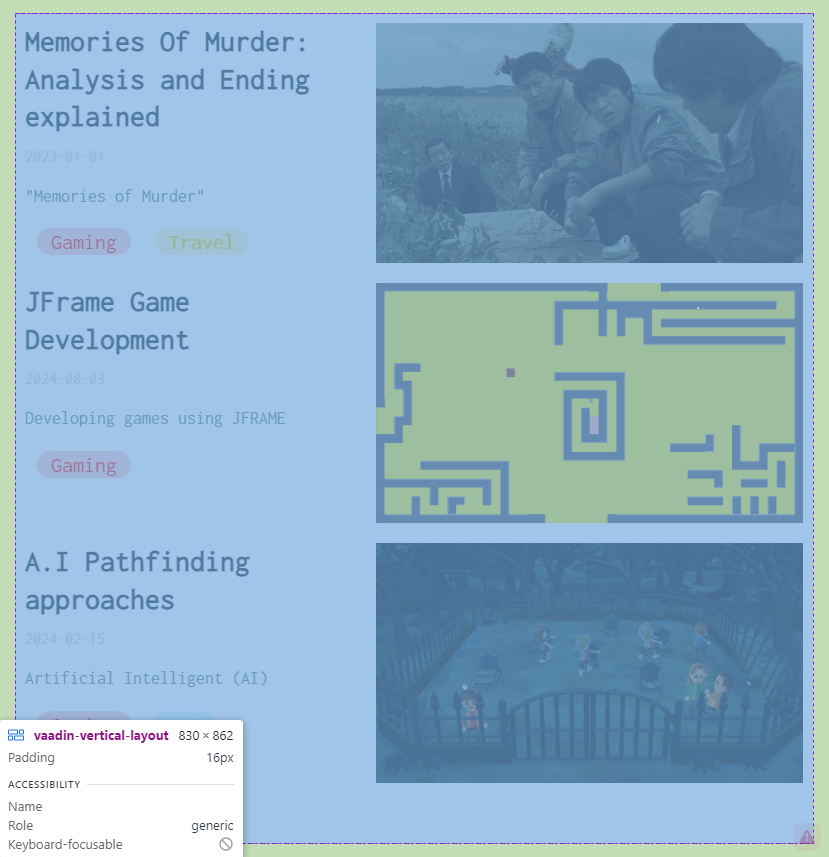 Memories Of Murder:
Analysis and Ending
explained
2023-01-01
"Memories of Murder"
Gaming Travel
JFrame Game
Development
2024-08-03
Developing games using JFRAME
Gaming
A.I Pathfinding
approaches
2024-02-15
Artificial Intelligent (AI)
vaadin-vertical-layout 830 × 862
Padding 16px
ACCESSIBILITY
Name
Role generic
Keyboard-focusable